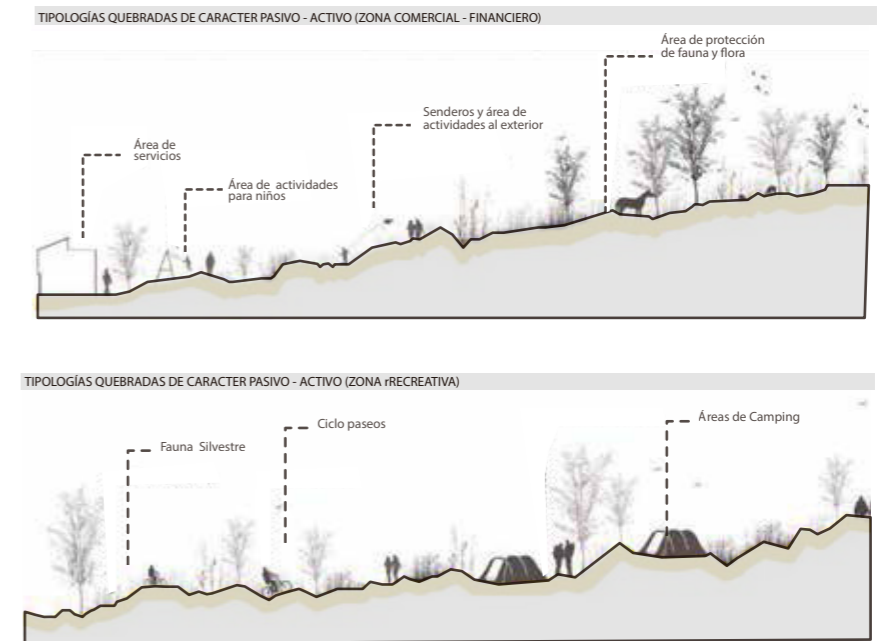 TIPOLOGÍAS QUEBRADAS DE CARACTER PASIVO - ACTIVO (ZONA COMERCIAL - FINANCIERO)
Área de protección
de fauna y flora
Senderos y área de
actividades al exterior
Área de
servicios
Área de actividades
para niños
TIPOLOGÍAS QUEBRADAS DE CARACTER PASIVO - ACTIVO (ZONA rRECREATIVA)
Fauna Silvestre
Ciclo paseos
Áreas de Camping